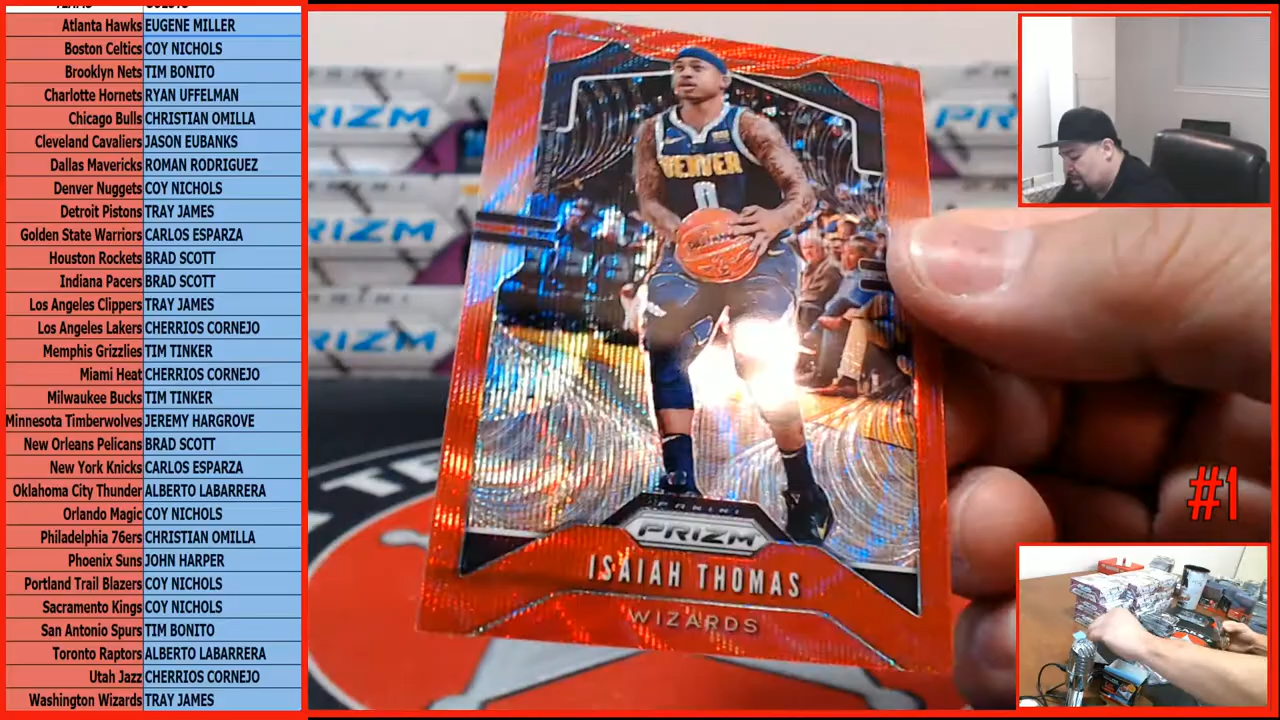 Atlanta Hawks EUGENE MILLER
Boston Celtics COY NICHOLS
Brooklyn Nets TIM BONITO
Charlotte Hornets RYAN UFFELMAN
Chicago Bulls CHRISTIAN OMILLA
Cleveland Cavaliers JASON EUBANKS
Dallas Mavericks ROMAN RODRIGUEZ
Denver Nuggets COY NICHOLS
Detroit Pistons TRAY JAMES
Golden State Warriors CARLOS ESPARZA
Houston Rockets BRAD SCOTT
Indiana Pacers BRAD SCOTT
Los Angeles Clippers TRAY JAMES
Los Angeles Lakers CHERRIOS CORNEJO
Memphis Grizzlies TIM TINKER
Miami Heat CHERRIOS CORNEJO
Milwaukee Bucks TIM TINKER
Minnesota Timberwolves JEREMY HARGROVE
New Orleans Pelicans BRAD SCOTT
New York Knicks CARLOS ESPARZA
Oklahoma City Thunder ALBERTO LABARRERA
Orlando Magic COY NICHOLS
Philadelphia 76ers CHRISTIAN OMILLA
Phoenix Suns JOHN HARPER
Portland Trail Blazers COY NICHOLS
Sacramento Kings COY NICHOLS
San Antonio Spurs TIM BONITO
Toronto Raptors ALBERTO LABARRERA
Utah Jazz CHERRIOS CORNEJO
Washington Wizards TRAY JAMES
RIZM
PR
RIZM
PRIZM
DENVER
0
PANINI
PRIZM
ISAIAH THOMAS
WIZARDS
TE
#1